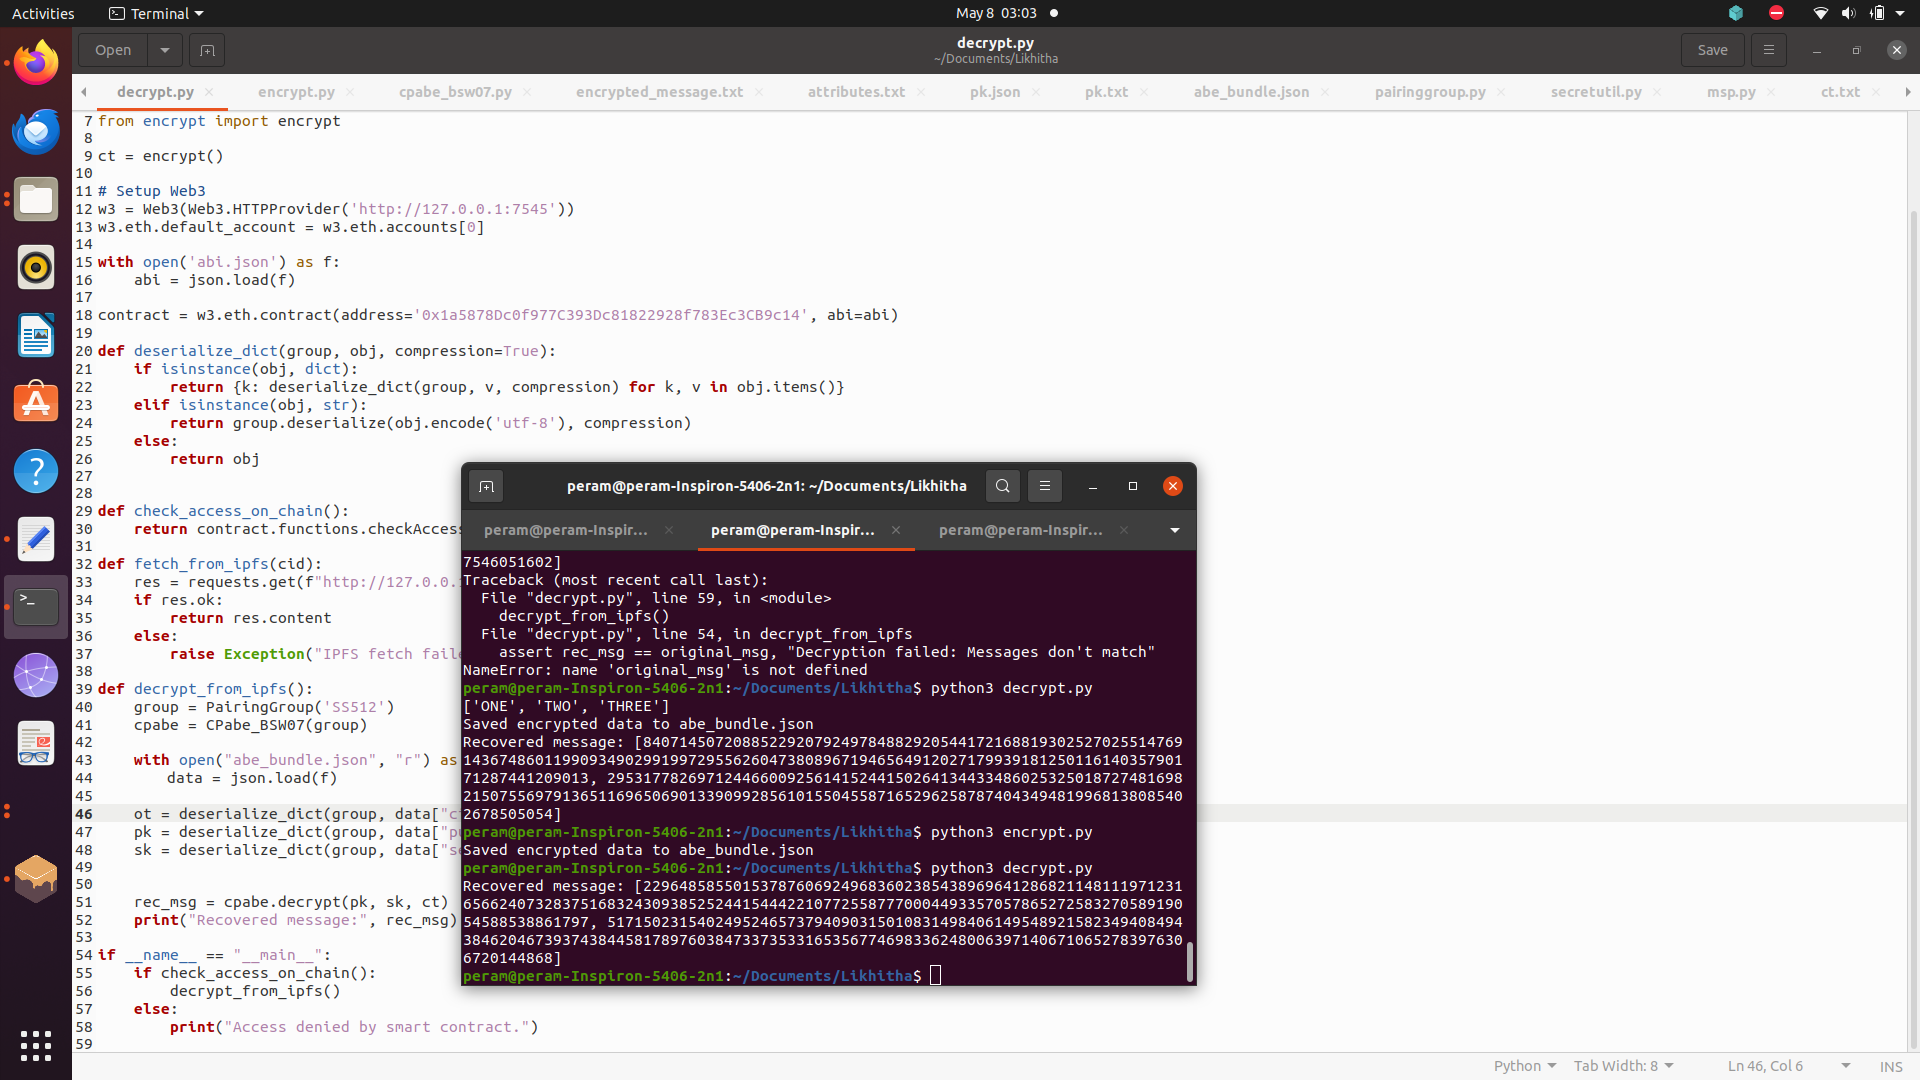 Activities
Terminal
May 8 03:03
Open
decrypt.py
~/Documents/Likhitha
Save
decrypt.py
encrypt.py
cpabe_bsw07.py
encrypted_message.txt
attributes.txt
pk.json
pk.txt
abe_bundle.json
pairinggroup.py
secretutil.py
msp.py
ct.txt
7 from encrypt import encrypt
8
9 ct = encrypt()
10
11 # Setup Web3
12 w3 = Web3(Web3.HTTPProvider('http://127.0.0.1:7545'))
13 w3.eth.default_account = w3.eth.accounts[0]
14
15 with open('abi.json') as f:
16     abi = json.load(f)
17
18 contract = w3.eth.contract(address='0x1a5878Dc0f977C393Dc81822928f783Ec3CB9c14', abi=abi)
19
20 def deserialize_dict(group, obj, compression=True):
21     if isinstance(obj, dict):
22         return {k: deserialize_dict(group, v, compression) for k, v in obj.items()}
23     elif isinstance(obj, str):
24         return group.deserialize(obj.encode('utf-8'), compression)
25     else:
26         return obj
27
28
29 def check_access_on_chain():
30     return contract.functions.checkAccess
31
32 def fetch_from_ipfs(cid):
33     res = requests.get(f"http://127.0.0.1
34     if res.ok:
35         return res.content
36     else:
37         raise Exception("IPFS fetch faile
38
39 def decrypt_from_ipfs():
40     group = PairingGroup('SS512')
41     cpabe = CPabe_BSW07(group)
42
43     with open("abe_bundle.json", "r") as
44         data = json.load(f)
45
46     ot = deserialize_dict(group, data["ct
47     pk = deserialize_dict(group, data["pu
48     sk = deserialize_dict(group, data["se
49
50
51     rec_msg = cpabe.decrypt(pk, sk, ct)
52     print("Recovered message:", rec_msg)
53
54 if __name__ == "__main__":
55     if check_access_on_chain():
56         decrypt_from_ipfs()
57     else:
58         print("Access denied by smart contract.")
59
peram@peram-Inspiron-5406-2n1: ~/Documents/Likhitha
peram@peram-Inspir...
peram@peram-Inspir...
peram@peram-Inspir...
7546051602]
Traceback (most recent call last):
  File "decrypt.py", line 59, in <module>
    decrypt_from_ipfs()
  File "decrypt.py", line 54, in decrypt_from_ipfs
    assert rec_msg == original_msg, "Decryption failed: Messages don't match"
NameError: name 'original_msg' is not defined
peram@peram-Inspiron-5406-2n1:~/Documents/Likhitha$ python3 decrypt.py
['ONE', 'TWO', 'THREE']
Saved encrypted data to abe_bundle.json
Recovered message: [8407145072088522920792497848829205441721688193025270255147691436748601199093490299199729556260473808967194656491202717993918125011614035790171287441209013, 2953177826971244660092561415244150264134433486025325018727481698215075569791365116965069013390992856101550455871652962587874043494819968138085402678505054]
peram@peram-Inspiron-5406-2n1:~/Documents/Likhitha$ python3 encrypt.py
Saved encrypted data to abe_bundle.json
peram@peram-Inspiron-5406-2n1:~/Documents/Likhitha$ python3 decrypt.py
Recovered message: [2296485855015378760692496836023854389696412868211481119712316566240732837516832430938525244154442210772558777000449335705786527258327058919054588538861797, 5171502315402495246573794090315010831498406149548921582349408494384620467393743844581789760384733735331653567746983362480063971406710652783976306720144868]
peram@peram-Inspiron-5406-2n1:~/Documents/Likhitha$
Python
Tab Width: 8
Ln 46, Col 6
INS